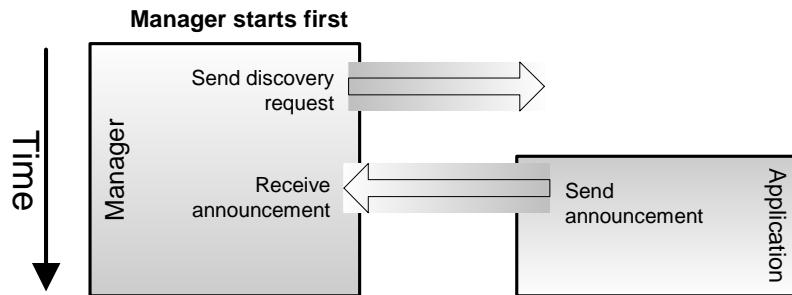 Manager starts first
Time
Manager
Send discovery
request
Receive
announcement
Send
announcement
Application